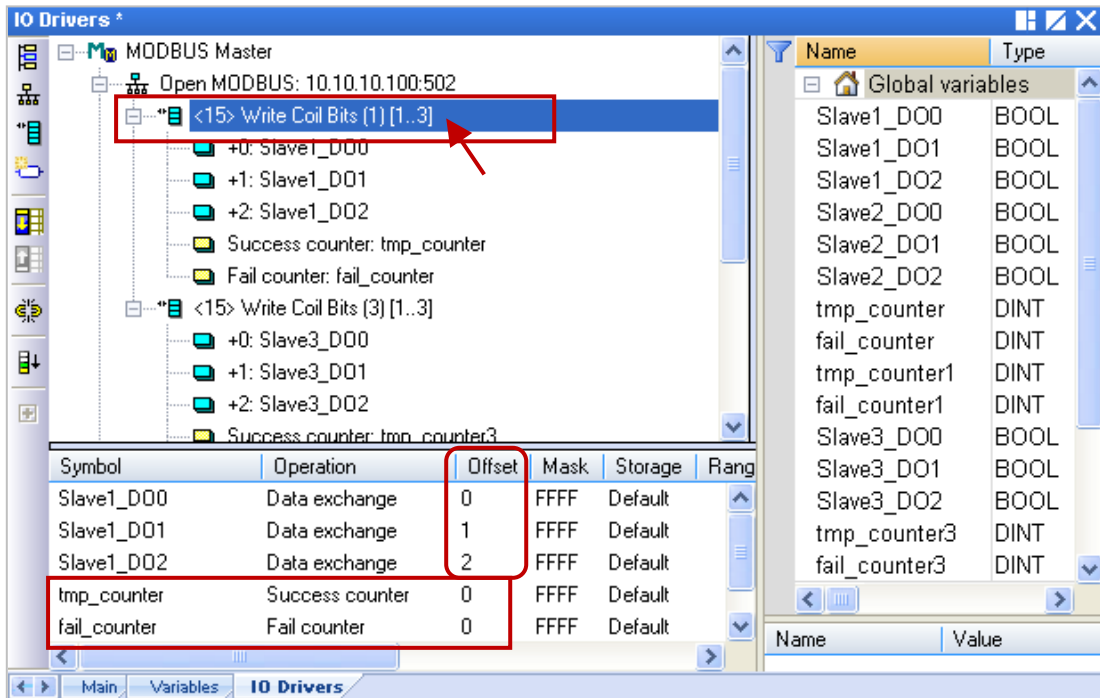 IO Drivers *
MODBUS Master
Open MODBUS: 10.10.10.100:502
<15> Write Coil Bits (1) [1..3]
+0: Slave1_DO0
+1: Slave1_DO1
+2: Slave1_DO2
Success counter: tmp_counter
Fail counter: fail_counter
<15> Write Coil Bits (3) [1..3]
+0: Slave3_DO0
+1: Slave3_DO1
+2: Slave3_DO2
Success counter: tmp_counter3
Symbol Operation Offset Mask Storage Rang
Slave1_DO0 Data exchange 0 FFFF Default
Slave1_DO1 Data exchange 1 FFFF Default
Slave1_DO2 Data exchange 2 FFFF Default
tmp_counter Success counter 0 FFFF Default
fail_counter Fail counter 0 FFFF Default
Name Type
Global variables
Slave1_DO0 BOOL
Slave1_DO1 BOOL
Slave1_DO2 BOOL
Slave2_DO0 BOOL
Slave2_DO1 BOOL
Slave2_DO2 BOOL
tmp_counter DINT
fail_counter DINT
tmp_counter1 DINT
fail_counter1 DINT
Slave3_DO0 BOOL
Slave3_DO1 BOOL
Slave3_DO2 BOOL
tmp_counter3 DINT
fail_counter3 DINT
Name Value
Main Variables IO Drivers